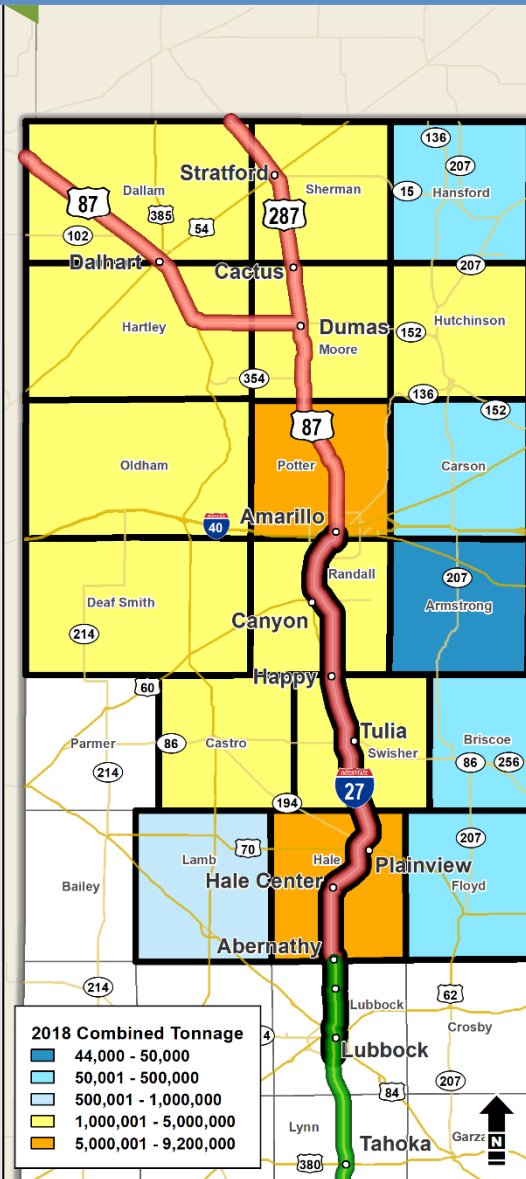 136
207
Stratford
Dallam
Sherman
15
Hansford
87
385
54
287
102
Dalhart
Cactus
207
Hartley
Dumas
Hutchinson
152
Moore
354
136
152
87
Oldham
Potter
Carson
Amarillo
INTERSTATE
40
Randall
207
Deaf Smith
Armstrong
Canyon
214
Happy
60
Tulia
Parmer
86
Castro
Swisher
Briscoe
86
256
214
INTERSTATE
27
194
70
207
Lamb
Hale
Plainview
Bailey
Hale Center
Floyd
Abernathy
214
62
Lubbock
2018 Combined Tonnage
4
Crosby
44,000 - 50,000
Lubbock
50,001 - 500,000
207
500,001 - 1,000,000
84
1,000,001 - 5,000,000
Lynn
Garza
5,000,001 - 9,200,000
N
Tahoka
380